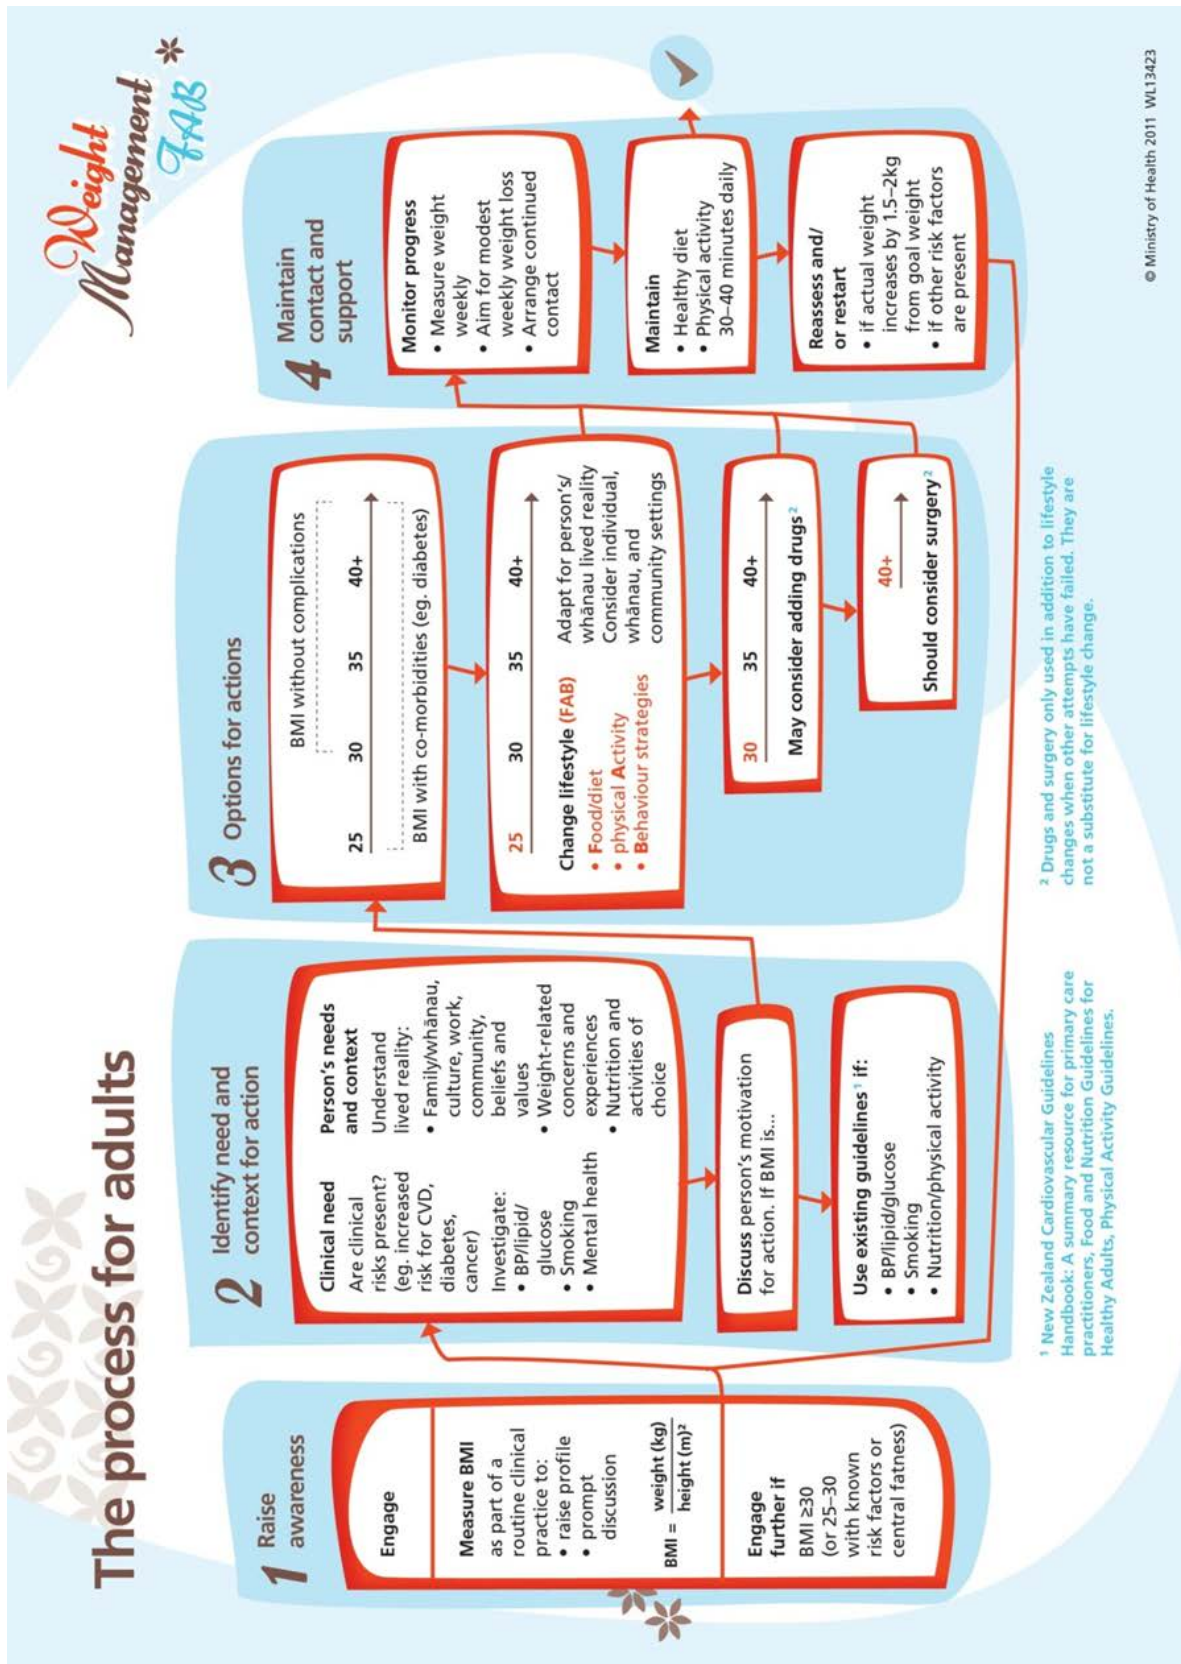 The process for adults
Weight
Management
FAB
1 Raise
awareness
Engage
Measure BMI
as part of a
routine clinical
practice to:
• raise profile
• prompt
discussion
BMI = weight (kg)
height (m)²
Engage
further if
BMI ≥30
(or 25–30
with known
risk factors or
central fatness)
2 Identify need and
context for action
Clinical need
Are clinical
risks present?
(eg. increased
risk for CVD,
diabetes,
cancer)
Investigate:
• BP/lipid/
glucose
• Smoking
• Mental health
Person's needs
and context
Understand
lived reality:
• Family/whānau,
culture, work,
community,
beliefs and
values
• Weight-related
concerns and
experiences
• Nutrition and
activities of
choice
Discuss person's motivation
for action. If BMI is...
Use existing guidelines ¹ if:
• BP/lipid/glucose
• Smoking
• Nutrition/physical activity
3 Options for actions
BMI without complications
25 30 35 40+
BMI with co-morbidities (eg. diabetes)
25 30 35 40+
Change lifestyle (FAB)
• Food/diet
• physical Activity
• Behaviour strategies
Adapt for person's/
whānau lived reality
Consider individual,
whānau, and
community settings
30 35 40+
May consider adding drugs ²
40+
Should consider surgery ²
4 Maintain
contact and
support
Monitor progress
• Measure weight
weekly
• Aim for modest
weekly weight loss
• Arrange continued
contact
Maintain
• Healthy diet
• Physical activity
30–40 minutes daily
Reassess and/
or restart
• if actual weight
increases by 1.5–2kg
from goal weight
• if other risk factors
are present
¹ New Zealand Cardiovascular Guidelines
Handbook: A summary resource for primary care
practitioners, Food and Nutrition Guidelines for
Healthy Adults, Physical Activity Guidelines.
² Drugs and surgery only used in addition to lifestyle
changes when other attempts have failed. They are
not a substitute for lifestyle change.
© Ministry of Health 2011 WL13423